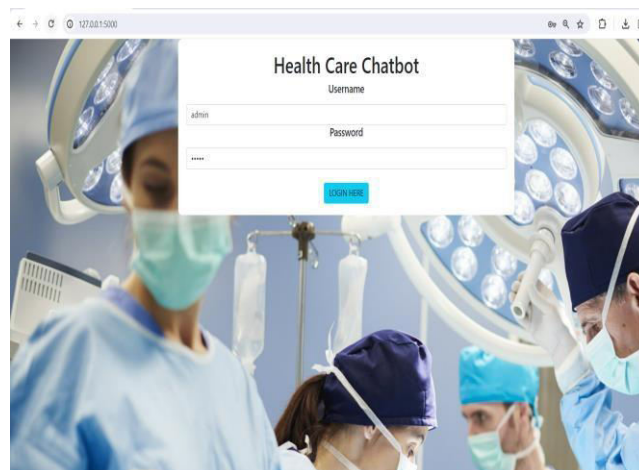 127.0.0.1:5000
Health Care Chatbot
Username
admin
Password
•••••
LOGIN HERE